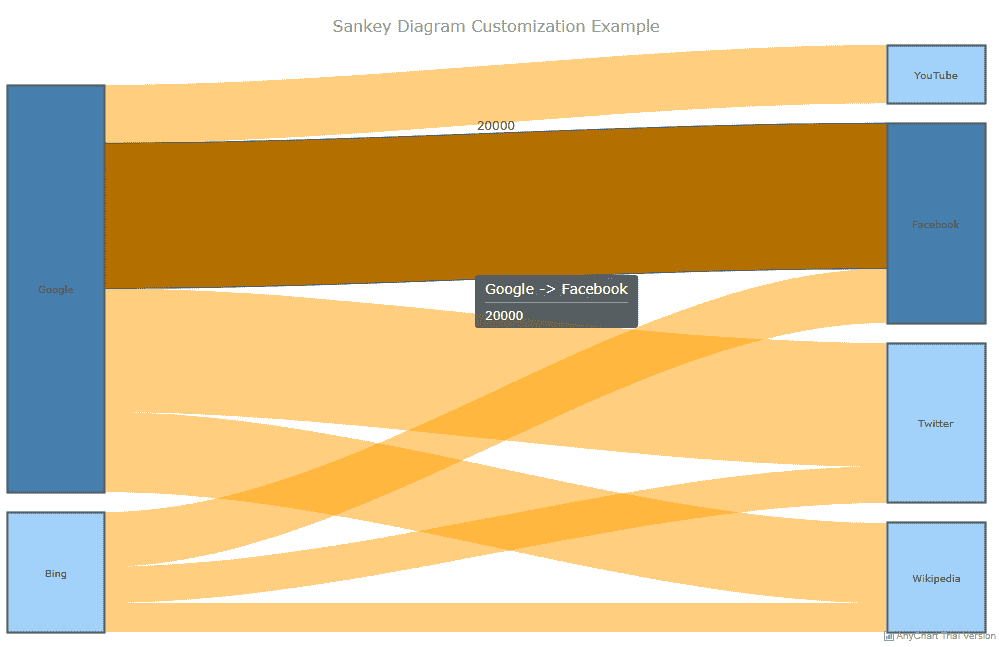 Sankey Diagram Customization Example
YouTube
20000
Facebook
Google
Google -> Facebook
20000
Twitter
Bing
Wikipedia
AnyChart Trial Version